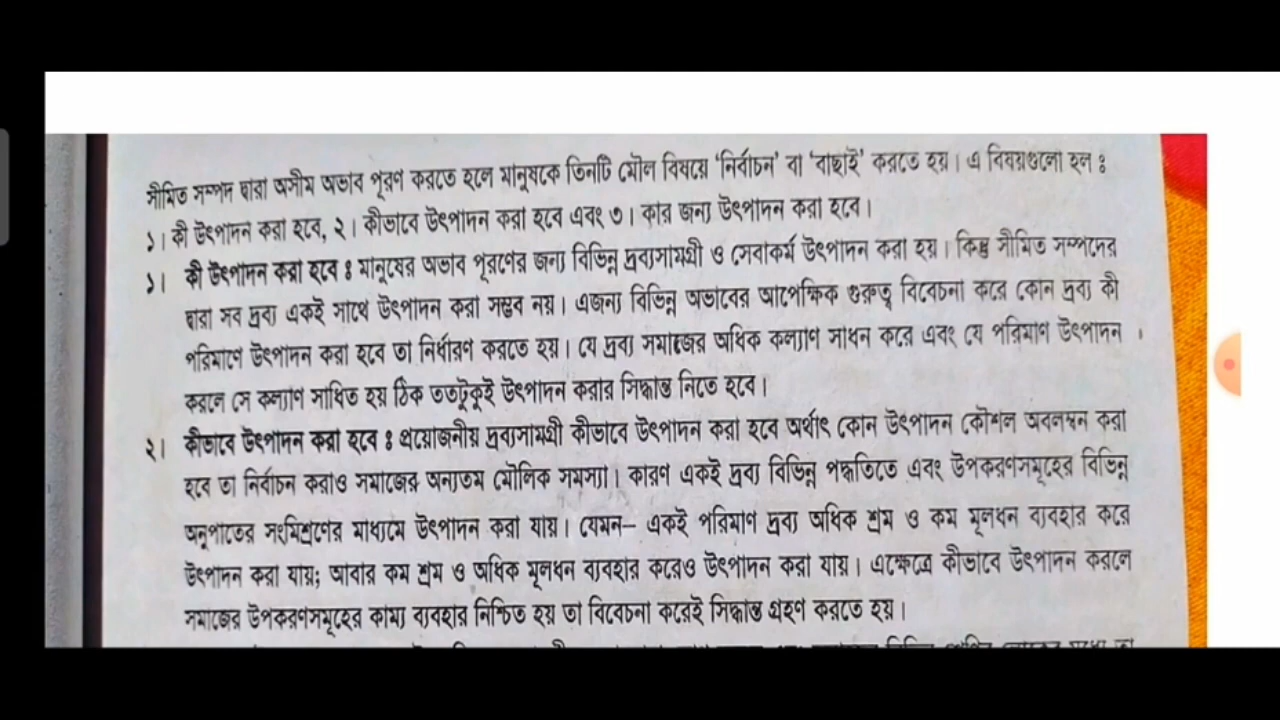 সীমিত সম্পদ দ্বারা অসীম অভাব পূরণ করতে হলে মানুষকে তিনটি মৌল বিষয়ে ‘নির্বাচন’ বা ‘বাছাই’ করতে হয়। এ বিষয়গুলো হল ঃ
১। কী উৎপাদন করা হবে, ২। কীভাবে উৎপাদন করা হবে এবং ৩। কার জন্য উৎপাদন করা হবে।
১। কী উৎপাদন করা হবে ঃ মানুষের অভাব পূরণের জন্য বিভিন্ন দ্রব্যসামগ্রী ও সেবাকর্ম উৎপাদন করা হয়। কিন্তু সীমিত সম্পদের
দ্বারা সব দ্রব্য একই সাথে উৎপাদন করা সম্ভব নয়। এজন্য বিভিন্ন অভাবের আপেক্ষিক গুরুত্ব বিবেচনা করে কোন দ্রব্য কী
পরিমাণে উৎপাদন করা হবে তা নির্ধারণ করতে হয়। যে দ্রব্য সমাজের অধিক কল্যাণ সাধন করে এবং যে পরিমাণ উৎপাদন
করলে সে কল্যাণ সাধিত হয় ঠিক ততটুকুই উৎপাদন করার সিদ্ধান্ত নিতে হবে।
২। কীভাবে উৎপাদন করা হবে ঃ প্রয়োজনীয় দ্রব্যসামগ্রী কীভাবে উৎপাদন করা হবে অর্থাৎ কোন উৎপাদন কৌশল অবলম্বন করা
হবে তা নির্বাচন করাও সমাজের অন্যতম মৌলিক সমস্যা। কারণ একই দ্রব্য বিভিন্ন পদ্ধতিতে এবং উপকরণসমূহের বিভিন্ন
অনুপাতের সংমিশ্রণের মাধ্যমে উৎপাদন করা যায়। যেমন– একই পরিমাণ দ্রব্য অধিক শ্রম ও কম মূলধন ব্যবহার করে
উৎপাদন করা যায়; আবার কম শ্রম ও অধিক মূলধন ব্যবহার করেও উৎপাদন করা যায়। এক্ষেত্রে কীভাবে উৎপাদন করলে
সমাজের উপকরণসমূহের কাম্য ব্যবহার নিশ্চিত হয় তা বিবেচনা করেই সিদ্ধান্ত গ্রহণ করতে হয়।